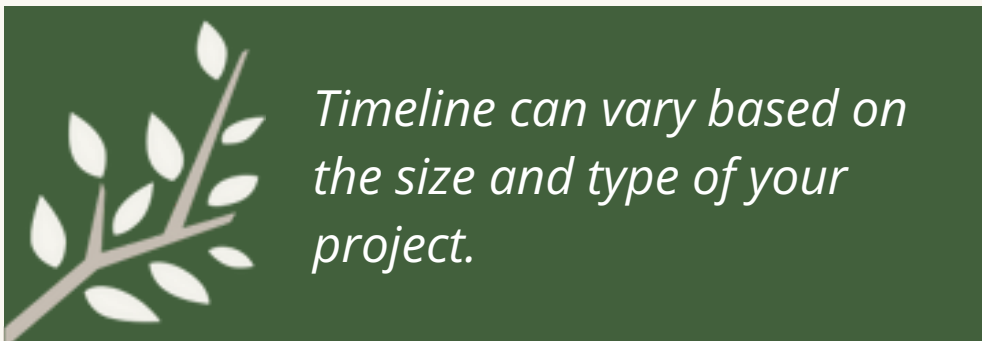 Timeline can vary based on
the size and type of your
project.